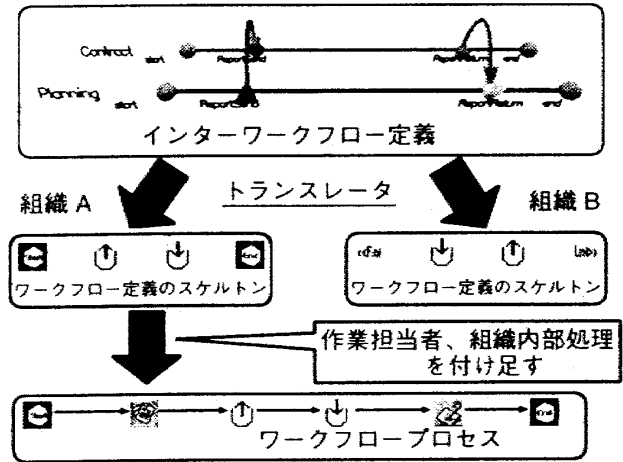 Contract start ReportSend ReportReturn end
Planning start ReportSend ReportReturn end
インターワークフロー定義
組織 A トランスレータ 組織 B
ワークフロー定義のスケルトン ワークフロー定義のスケルトン
作業担当者、組織内部処理
を付け足す
ワークフロープロセス